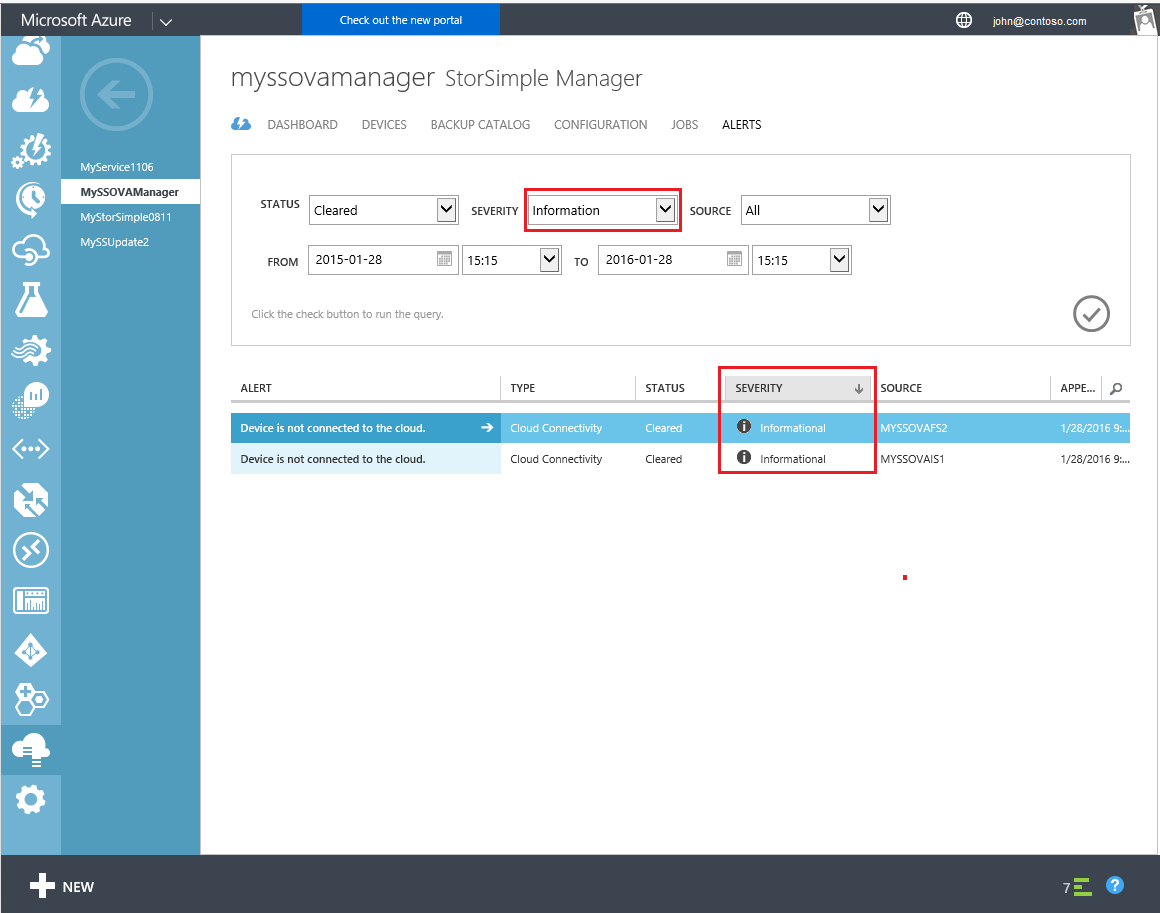 Microsoft Azure Check out the new portal john@contoso.com
MyService1106
MySSOVAManager
MyStorSimple0811
MySSUpdate2
myssovamanager StorSimple Manager
DASHBOARD DEVICES BACKUP CATALOG CONFIGURATION JOBS ALERTS
STATUS Cleared SEVERITY Information SOURCE All
FROM 2015-01-28 15:15 TO 2016-01-28 15:15
Click the check button to run the query.
ALERT TYPE STATUS SEVERITY SOURCE APPE...
Device is not connected to the cloud. Cloud Connectivity Cleared Informational MYSSOVAFS2 1/28/2016 9:...
Device is not connected to the cloud. Cloud Connectivity Cleared Informational MYSSOVAIS1 1/28/2016 9:...
NEW 7 ?